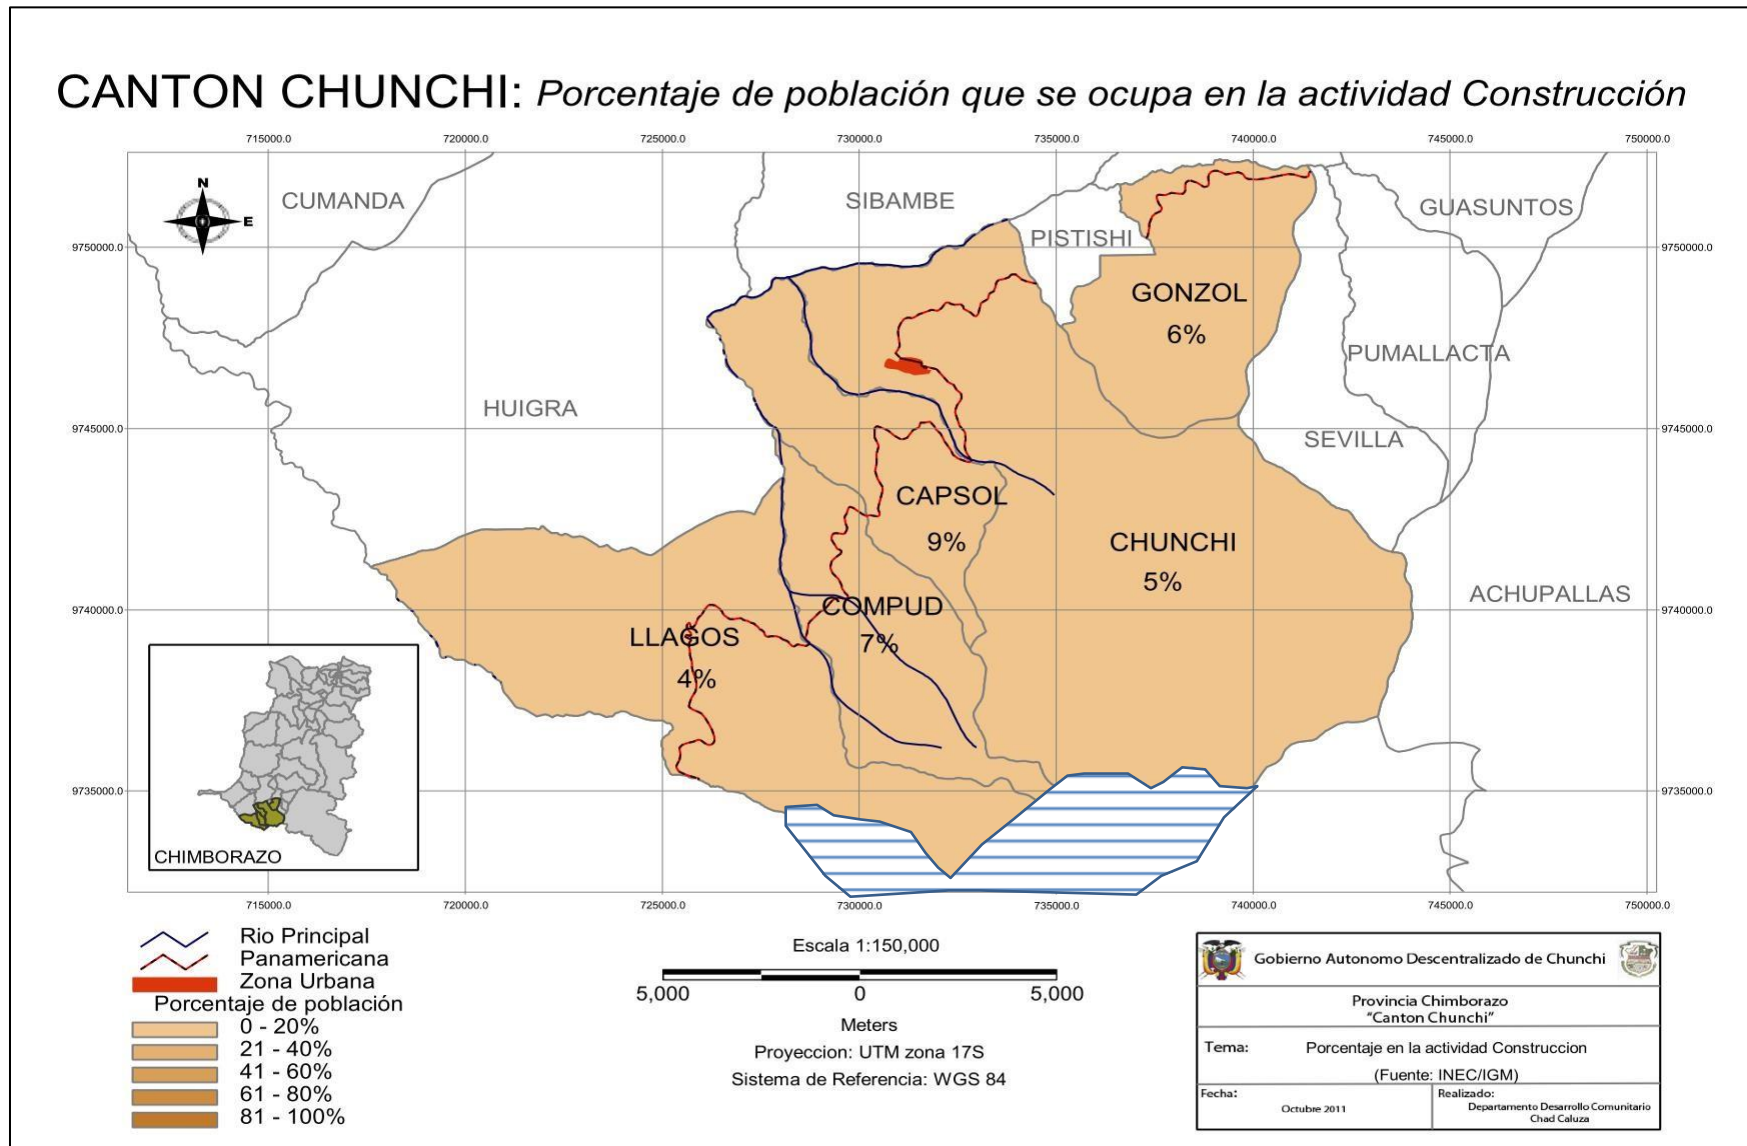 CANTON CHUNCHI: Porcentaje de población que se ocupa en la actividad Construcción
715000.0 720000.0 725000.0 730000.0 735000.0 740000.0 745000.0 750000.0
N
E
CUMANDA
SIBAMBE
GUASUNTOS
PISTISHI
9750000.0
9750000.0
GONZOL
6%
PUMALLACTA
HUIGRA
9745000.0
9745000.0
SEVILLA
CAPSOL
9%
CHUNCHI
5%
ACHUPALLAS
9740000.0
9740000.0
COMPUD
7%
LLAGOS
4%
9735000.0
9735000.0
CHIMBORAZO
715000.0 720000.0 725000.0 730000.0 735000.0 740000.0 745000.0 750000.0
Rio Principal
Panamericana
Zona Urbana
Porcentaje de población
0 - 20%
21 - 40%
41 - 60%
61 - 80%
81 - 100%
Escala 1:150,000
5,000 0 5,000
Meters
Proyeccion: UTM zona 17S
Sistema de Referencia: WGS 84
Gobierno Autonomo Descentralizado de Chunchi
Provincia Chimborazo
"Canton Chunchi"
Tema: Porcentaje en la actividad Construccion
(Fuente: INEC/IGM)
Fecha:
Octubre 2011
Realizado:
Departamento Desarrollo Comunitario
Chad Caluza